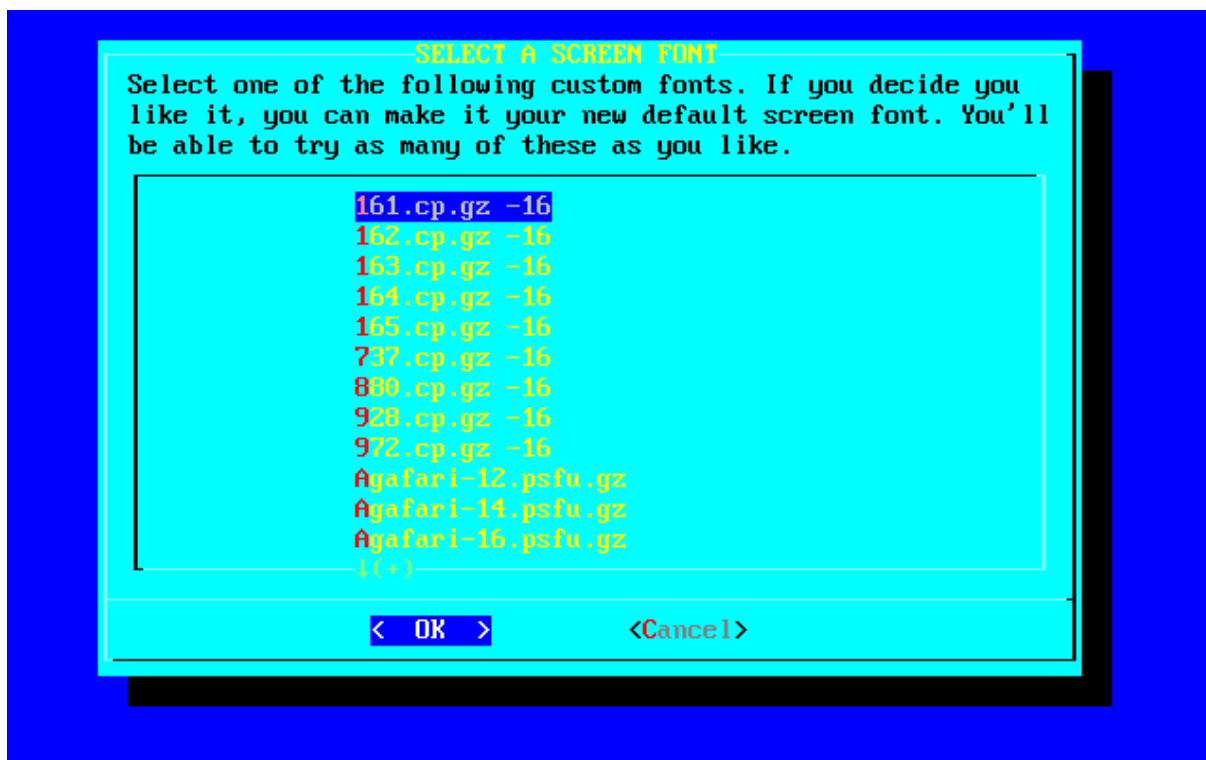 SELECT A SCREEN FONT
Select one of the following custom fonts. If you decide you
like it, you can make it your new default screen font. You'll
be able to try as many of these as you like.
161.cp.gz -16
162.cp.gz -16
163.cp.gz -16
164.cp.gz -16
165.cp.gz -16
737.cp.gz -16
880.cp.gz -16
928.cp.gz -16
972.cp.gz -16
Agafari-12.psfu.gz
Agafari-14.psfu.gz
Agafari-16.psfu.gz
↓(+)
< OK > <Cancel>